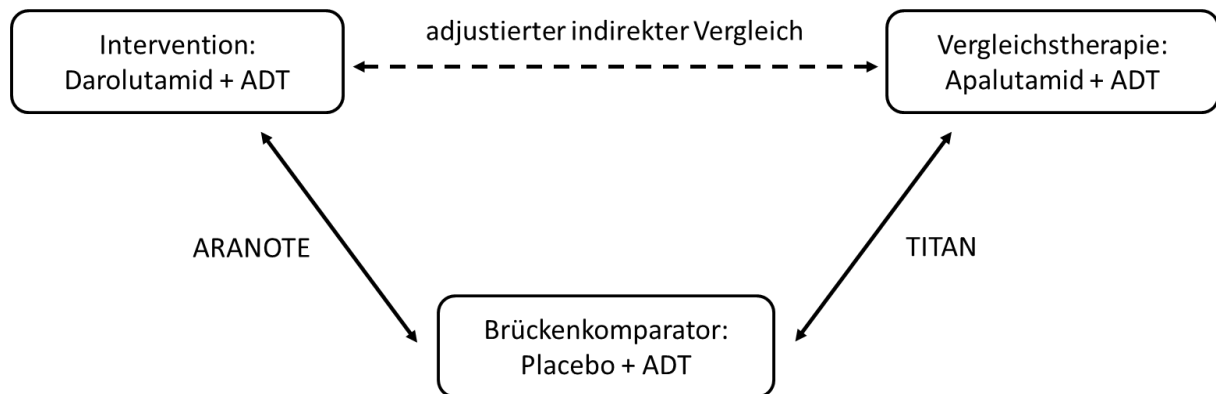 Intervention:
Darolutamid + ADT
adjustierter indirekter Vergleich
Vergleichstherapie:
Apalutamid + ADT
ARANOTE
TITAN
Brückenkomparator:
Placebo + ADT